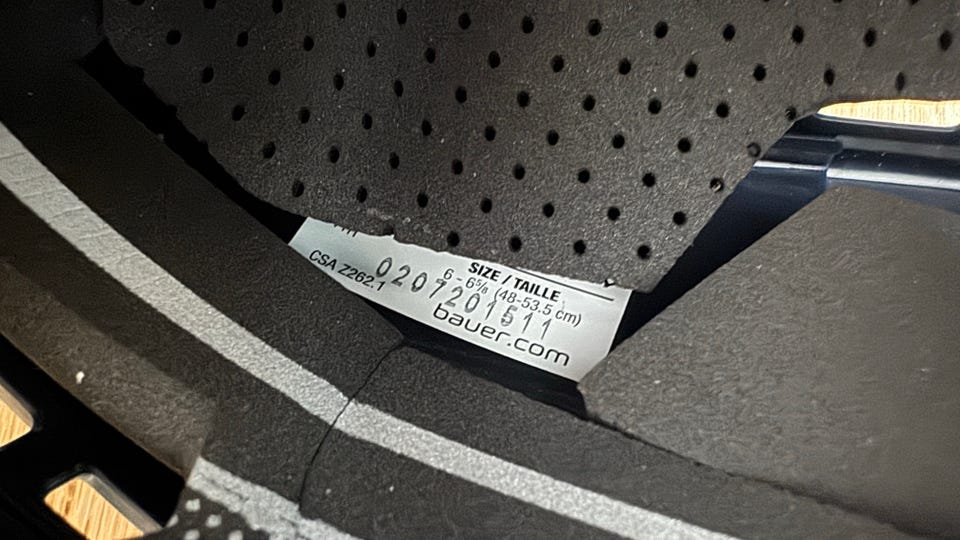 SIZE / TAILLE
6 - 6⅝ (48-53.5 cm)
CSA Z262.1
0207201511
bauer.com